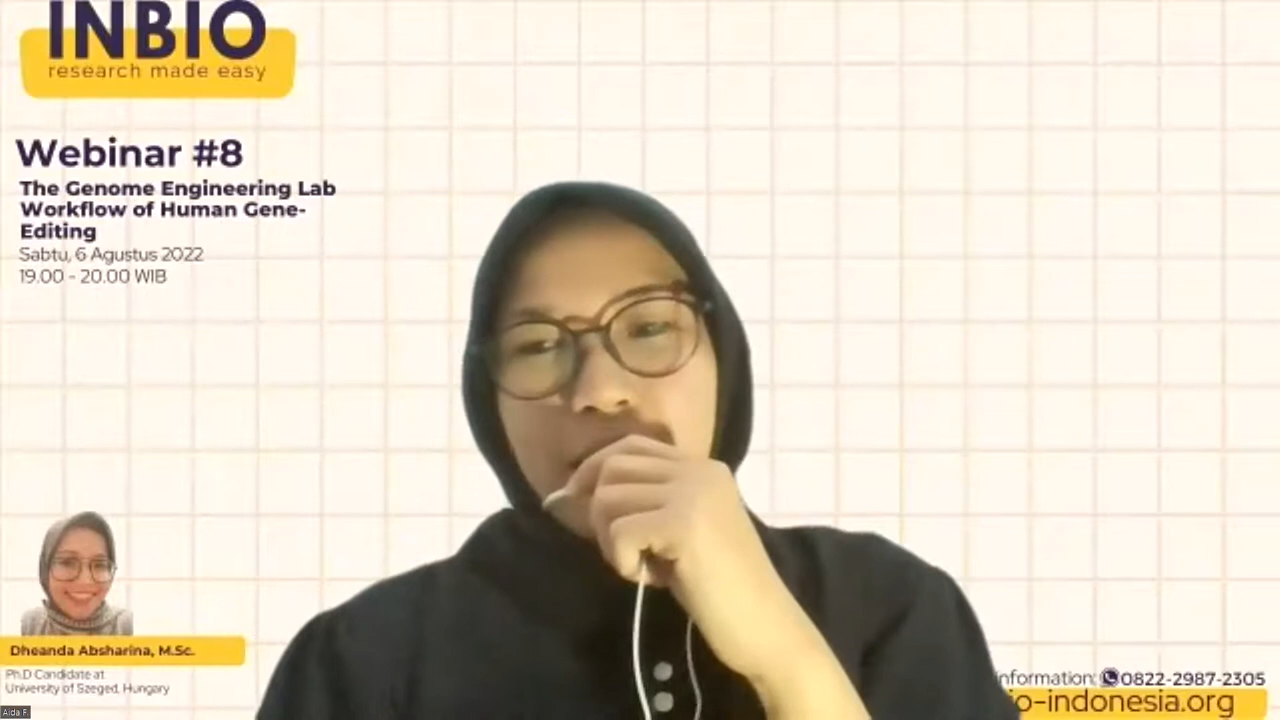 INBIO
research made easy
Webinar #8
The Genome Engineering Lab
Workflow of Human Gene-
Editing
Sabtu, 6 Agustus 2022
19.00 - 20.00 WIB
Dheanda Absharina, M.Sc.
Ph.D Candidate at
University of Szeged, Hungary
Aida F.
information: 0822-2987-2305
io-indonesia.org